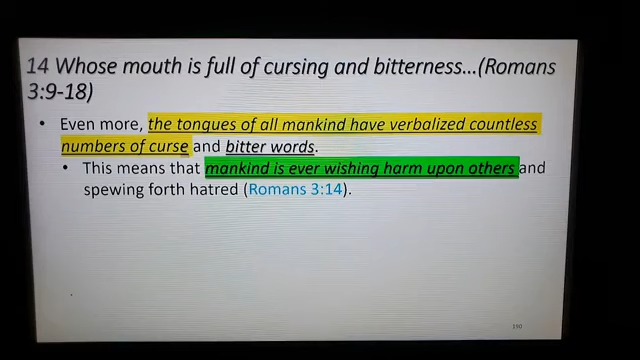 14 Whose mouth is full of cursing and bitterness...(Romans
3:9-18)
• Even more, the tongues of all mankind have verbalized countless
numbers of curse and bitter words.
• This means that mankind is ever wishing harm upon others and
spewing forth hatred (Romans 3:14).